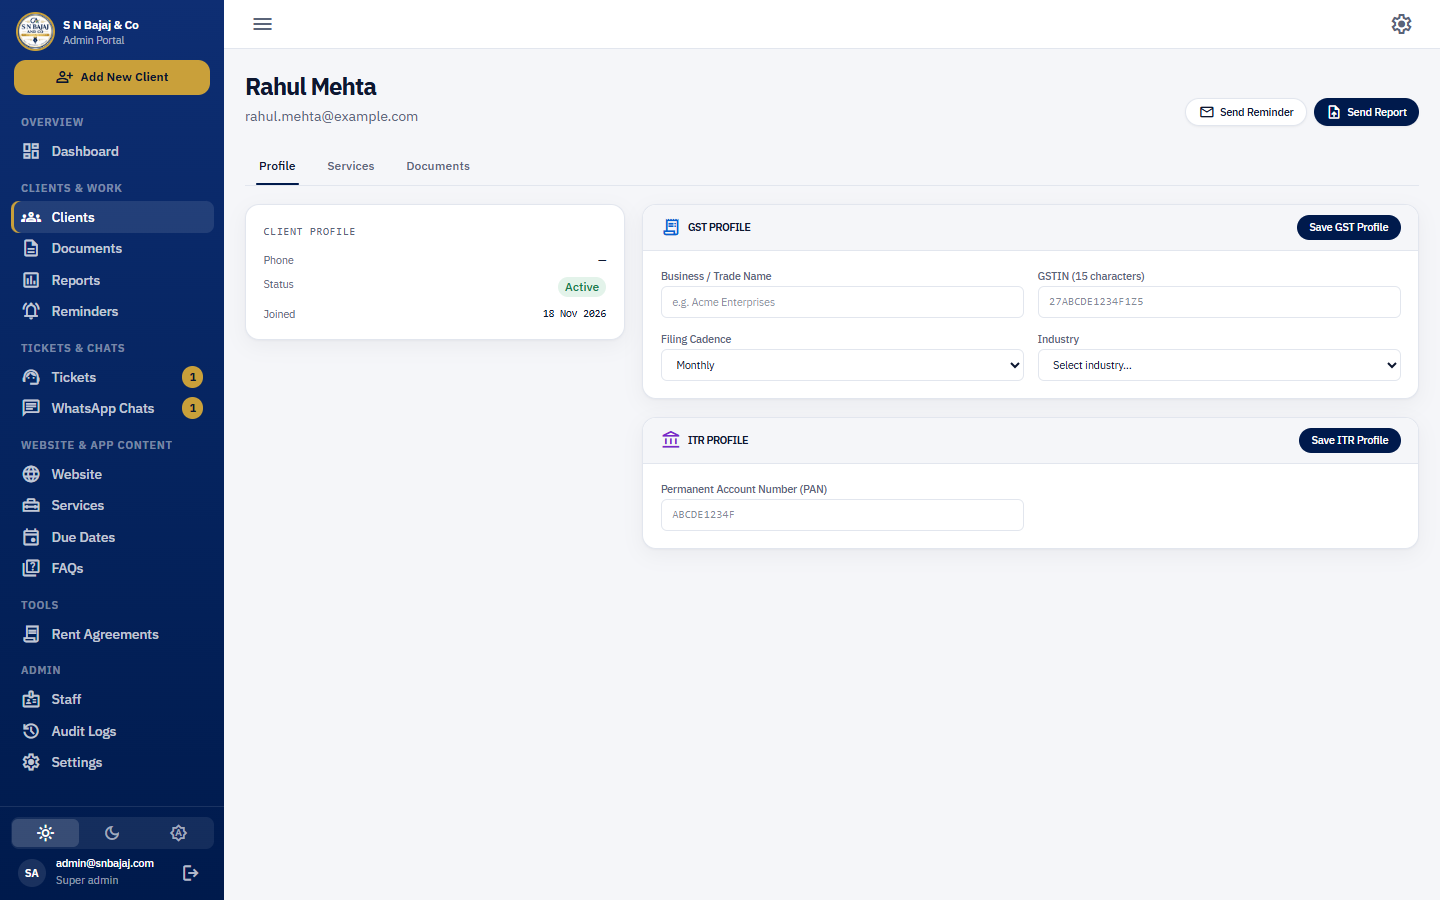 S N Bajaj & Co
Admin Portal
Add New Client
OVERVIEW
Dashboard
CLIENTS & WORK
Clients
Documents
Reports
Reminders
TICKETS & CHATS
Tickets 1
WhatsApp Chats 1
WEBSITE & APP CONTENT
Website
Services
Due Dates
FAQs
TOOLS
Rent Agreements
ADMIN
Staff
Audit Logs
Settings
SA
admin@snbajaj.com
Super admin
Rahul Mehta
rahul.mehta@example.com
Send Reminder
Send Report
Profile Services Documents
CLIENT PROFILE
Phone —
Status Active
Joined 18 Nov 2026
GST PROFILE
Save GST Profile
Business / Trade Name
e.g. Acme Enterprises
GSTIN (15 characters)
27ABCDE1234F1Z5
Filing Cadence
Monthly
Industry
Select industry...
ITR PROFILE
Save ITR Profile
Permanent Account Number (PAN)
ABCDE1234F